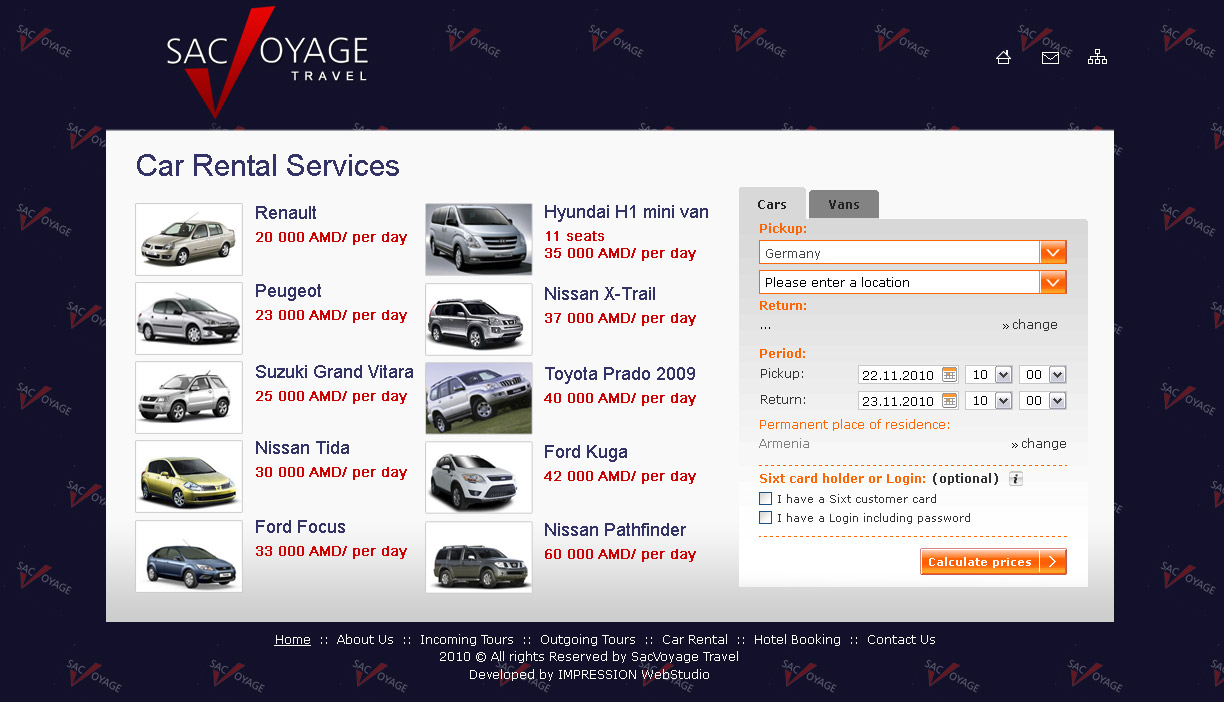 SAC VOYAGE
TRAVEL
Car Rental Services
Renault
20 000 AMD/ per day
Peugeot
23 000 AMD/ per day
Suzuki Grand Vitara
25 000 AMD/ per day
Nissan Tida
30 000 AMD/ per day
Ford Focus
33 000 AMD/ per day
Hyundai H1 mini van
11 seats
35 000 AMD/ per day
Nissan X-Trail
37 000 AMD/ per day
Toyota Prado 2009
40 000 AMD/ per day
Ford Kuga
42 000 AMD/ per day
Nissan Pathfinder
60 000 AMD/ per day
Cars Vans
Pickup:
Germany
Please enter a location
Return:
... » change
Period:
Pickup: 22.11.2010 10 00
Return: 23.11.2010 10 00
Permanent place of residence:
Armenia » change
Sixt card holder or Login: (optional) i
I have a Sixt customer card
I have a Login including password
Calculate prices
Home :: About Us :: Incoming Tours :: Outgoing Tours :: Car Rental :: Hotel Booking :: Contact Us
2010 © All rights Reserved by SacVoyage Travel
Developed by IMPRESSION WebStudio